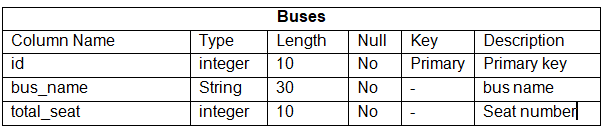 Buses
Column Name Type Length Null Key Description
id integer 10 No Primary Primary key
bus_name String 30 No - bus name
total_seat integer 10 No - Seat number